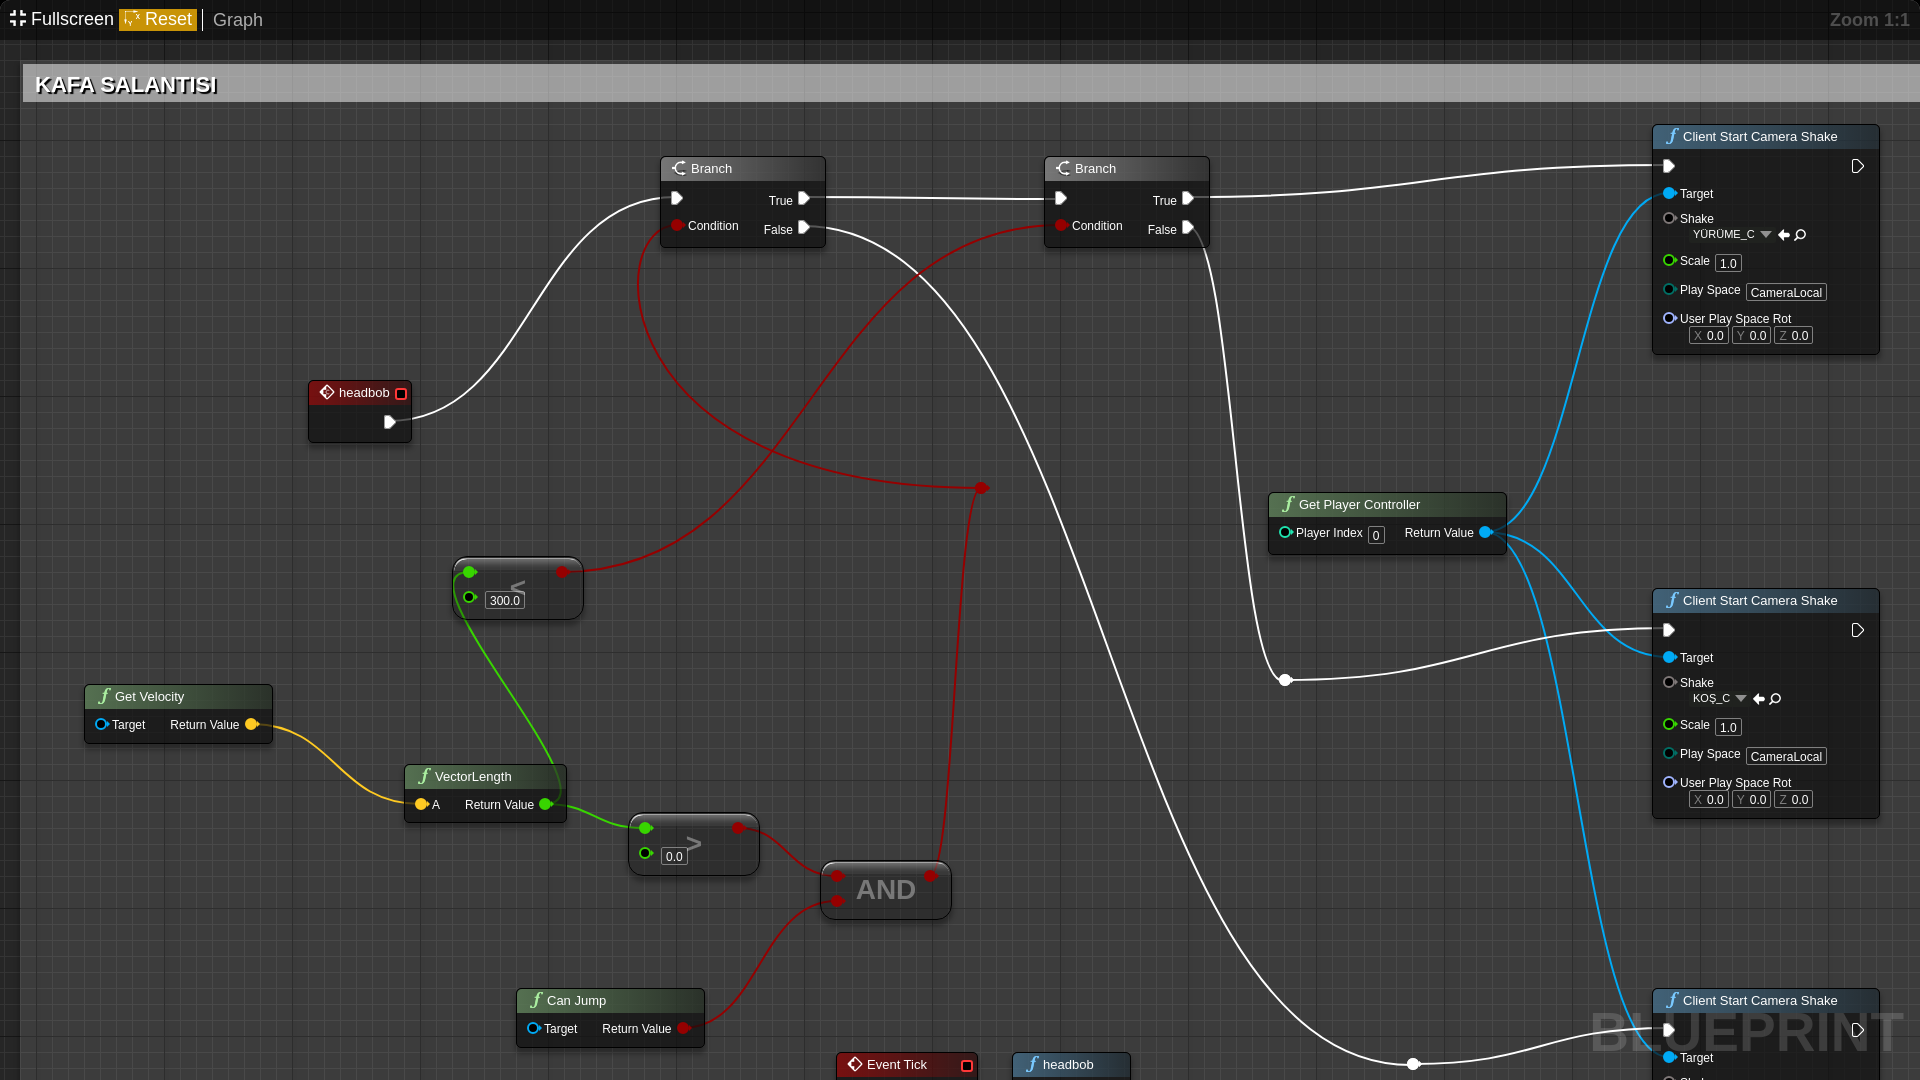 Fullscreen Reset Graph Zoom 1:1
KAFA SALANTISI
Client Start Camera Shake
Target
Shake
YÜRÜME_C
Scale 1.0
Play Space CameraLocal
User Play Space Rot
X 0.0 Y 0.0 Z 0.0
Branch
True
Condition
False
Branch
True
Condition
False
headbob
Get Player Controller
Player Index 0 Return Value
<
300.0
Client Start Camera Shake
Target
Shake
KOŞ_C
Scale 1.0
Play Space CameraLocal
User Play Space Rot
X 0.0 Y 0.0 Z 0.0
Get Velocity
Target Return Value
VectorLength
A Return Value
>
0.0
AND
Can Jump
Target Return Value
Event Tick
headbob
Client Start Camera Shake
Target
BLUEPRINT